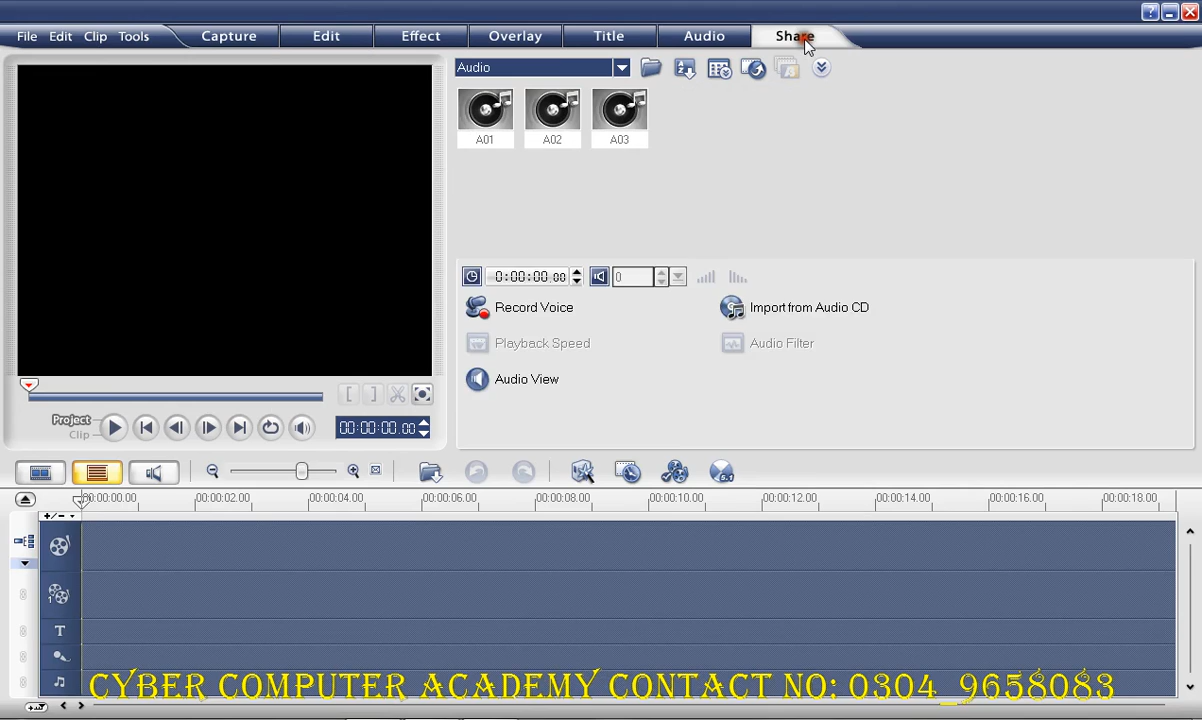 File Edit Clip Tools Capture Edit Effect Overlay Title Audio Share
Audio
A01 A02 A03
0:00:00.00 0
Record Voice Import from Audio CD
Playback Speed Audio Filter
Audio View
Project
Clip
00:00:00.00
5.1
00:00:00.00 00:00:02.00 00:00:04.00 00:00:06.00 00:00:08.00 00:00:10.00 00:00:12.00 00:00:14.00 00:00:16.00 00:00:18.00
+/-
1
T
CYBER COMPUTER ACADEMY CONTACT NO: 0304_9658083